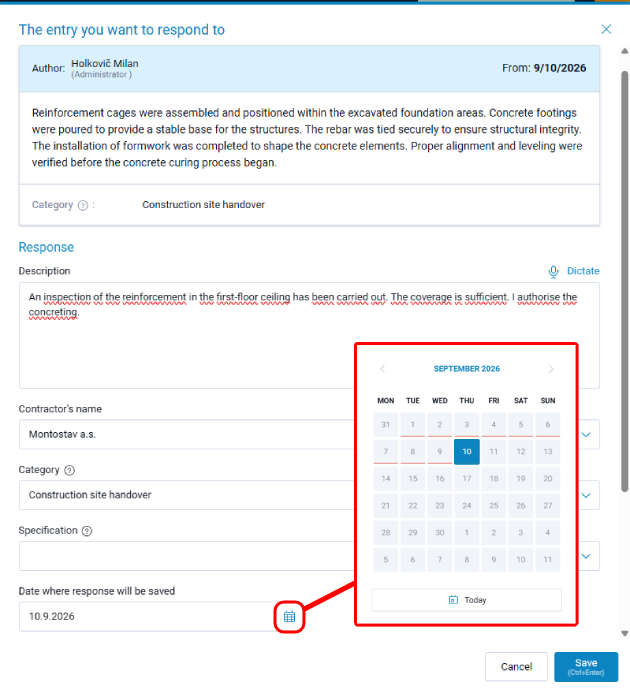 The entry you want to respond to
Author: Holkovič Milan
(Administrator )
From: 9/10/2026
Reinforcement cages were assembled and positioned within the excavated foundation areas. Concrete footings
were poured to provide a stable base for the structures. The rebar was tied securely to ensure structural integrity.
The installation of formwork was completed to shape the concrete elements. Proper alignment and leveling were
verified before the concrete curing process began.
Category ? : Construction site handover
Response
Description
Dictate
An inspection of the reinforcement in the first-floor ceiling has been carried out. The coverage is sufficient. I authorise the
concreting.
Contractor's name
Montostav a.s.
Category ?
Construction site handover
Specification ?
Date where response will be saved
10.9.2026
SEPTEMBER 2026
MON TUE WED THU FRI SAT SUN
31 1 2 3 4 5 6
7 8 9 10 11 12 13
14 15 16 17 18 19 20
21 22 23 24 25 26 27
28 29 30 1 2 3 4
5 6 7 8 9 10 11
Today
Cancel
Save
(Ctrl+Enter)